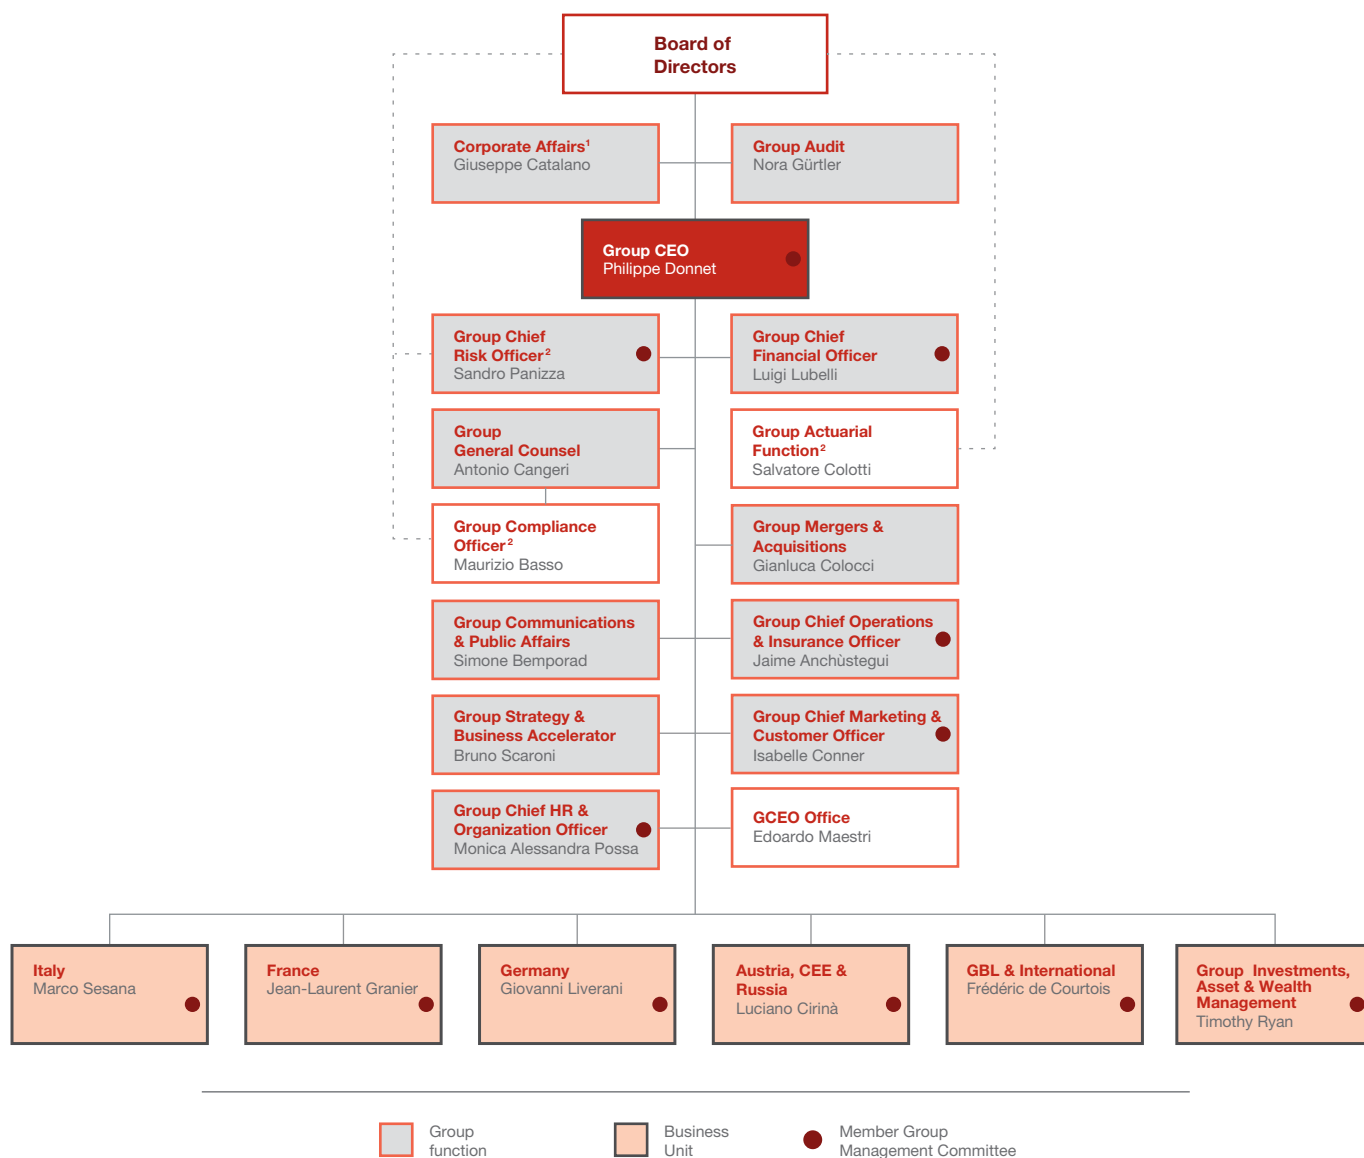 Board of
Directors
Corporate Affairs¹
Giuseppe Catalano
Group Audit
Nora Gürtler
Group CEO
Philippe Donnet
Group Chief
Risk Officer²
Sandro Panizza
Group Chief
Financial Officer
Luigi Lubelli
Group
General Counsel
Antonio Cangeri
Group Actuarial
Function²
Salvatore Colotti
Group Compliance
Officer²
Maurizio Basso
Group Mergers &
Acquisitions
Gianluca Colocci
Group Communications
& Public Affairs
Simone Bemporad
Group Chief Operations
& Insurance Officer
Jaime Anchùstegui
Group Strategy &
Business Accelerator
Bruno Scaroni
Group Chief Marketing &
Customer Officer
Isabelle Conner
Group Chief HR &
Organization Officer
Monica Alessandra Possa
GCEO Office
Edoardo Maestri
Italy
Marco Sesana
France
Jean-Laurent Granier
Germany
Giovanni Liverani
Austria, CEE &
Russia
Luciano Cirinà
GBL & International
Frédéric de Courtois
Group Investments,
Asset & Wealth
Management
Timothy Ryan
Group
function
Business
Unit
Member Group
Management Committee